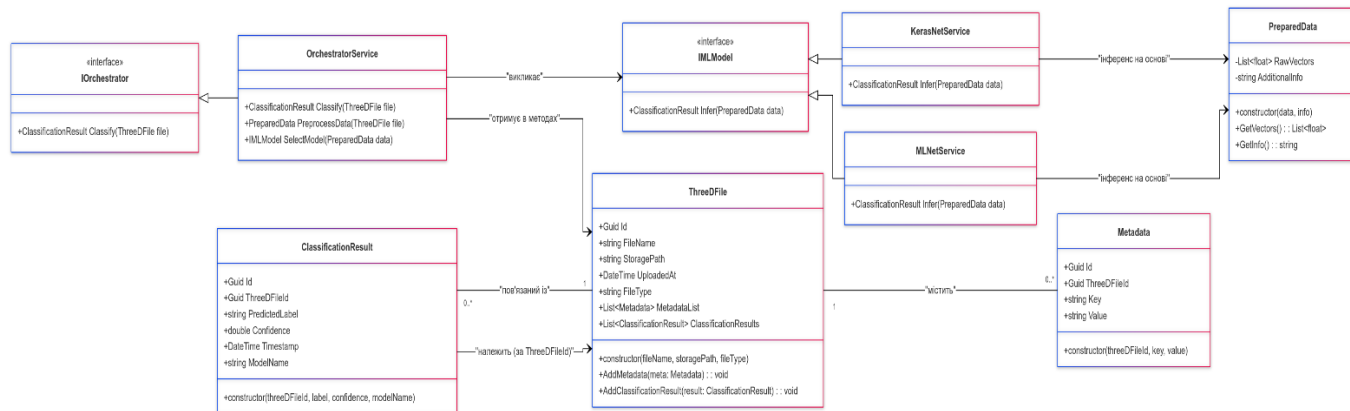 «interface»
IOrchestrator
+ClassificationResult Classify(ThreeDFile file)
OrchestratorService
+ClassificationResult Classify(ThreeDFile file)
+PreparedData PreprocessData(ThreeDFile file)
+IMLModel SelectModel(PreparedData data)
"викликає"
"отримує в методах"
«interface»
IMLModel
+ClassificationResult Infer(PreparedData data)
KerasNetService
+ClassificationResult Infer(PreparedData data)
"інференс на основі"
MLNetService
+ClassificationResult Infer(PreparedData data)
"інференс на основі"
PreparedData
-List<float> RawVectors
-string AdditionalInfo
+constructor(data, info)
+GetVectors() : : List<float>
+GetInfo() : : string
ClassificationResult
+Guid Id
+Guid ThreeDFileId
+string PredictedLabel
+double Confidence
+DateTime Timestamp
+string ModelName
+constructor(threeDFileId, label, confidence, modelName)
"пов'язаний із"
0..*
1
"належить (за ThreeDFileId)"
ThreeDFile
+Guid Id
+string FileName
+string StoragePath
+DateTime UploadedAt
+string FileType
+List<Metadata> MetadataList
+List<ClassificationResult> ClassificationResults
+constructor(fileName, storagePath, fileType)
+AddMetadata(meta: Metadata) : : void
+AddClassificationResult(result: ClassificationResult) : : void
"містить"
1
0..*
Metadata
+Guid Id
+Guid ThreeDFileId
+string Key
+string Value
+constructor(threeDFileId, key, value)